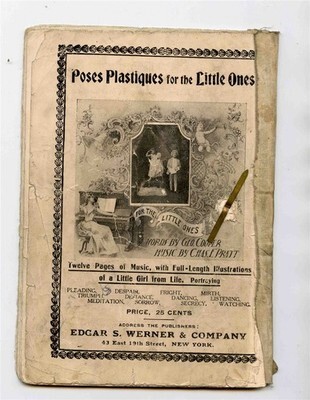 Poses Plastiques for the Little Ones
FOR THE LITTLE ONES
WORDS BY GEO. COOPER
MUSIC BY CHAS. E. PRATT
Twelve Pages of Music, with Full-Length Illustrations
of a Little Girl from Life, Portraying
PLEADING, DESPAIR, FRIGHT, MIRTH,
TRIUMPH, DEFIANCE, DANCING, LISTENING,
MEDITATION, SORROW, SECRECY, WATCHING.
PRICE, 25 CENTS
ADDRESS THE PUBLISHERS:
EDGAR S. WERNER & COMPANY
43 East 19th Street, NEW YORK.